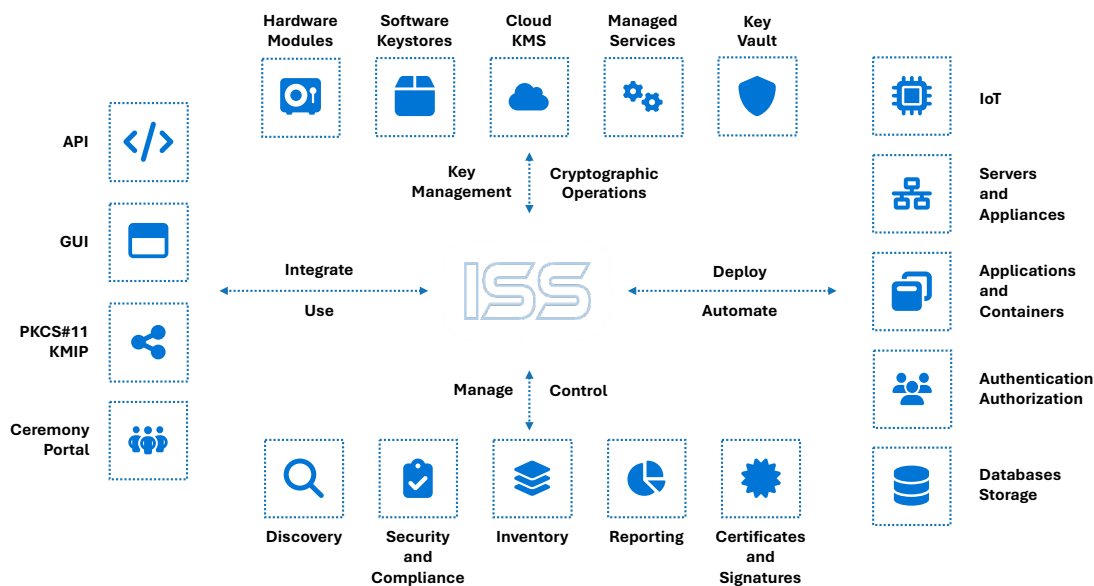 Hardware
Modules
Software
Keystores
Cloud
KMS
Managed
Services
Key
Vault
API
GUI
PKCS#11
KMIP
Ceremony
Portal
Key
Management
Cryptographic
Operations
Integrate
Use
ISS
Deploy
Automate
Manage
Control
IoT
Servers
and
Appliances
Applications
and
Containers
Authentication
Authorization
Databases
Storage
Discovery
Security
and
Compliance
Inventory
Reporting
Certificates
and
Signatures